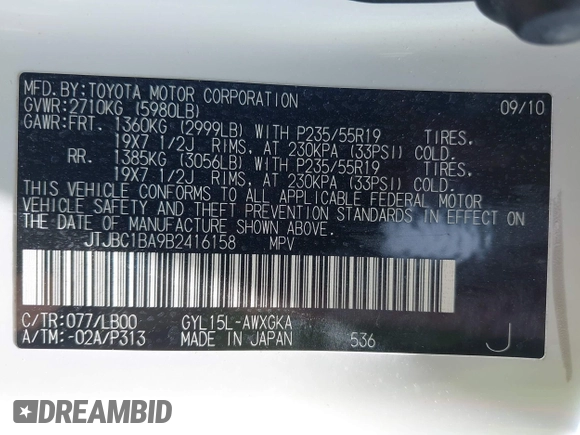 MFD.BY:TOYOTA MOTOR CORPORATION 09/10
GVWR:2710KG (5980LB)
GAWR:FRT. 1360KG (2999LB) WITH P235/55R19 TIRES,
19X7 1/2J RIMS, AT 230KPA (33PSI) COLD.
RR. 1385KG (3056LB) WITH P235/55R19 TIRES,
19X7 1/2J RIMS, AT 230KPA (33PSI) COLD.
THIS VEHICLE CONFORMS TO ALL APPLICABLE FEDERAL MOTOR
VEHICLE SAFETY AND THEFT PREVENTION STANDARDS IN EFFECT ON
THE DATE OF MANUFACTURE SHOWN ABOVE.
JTJBC1BA9B2416158 MPV
C/TR:077/LB00 GYL15L-AWXGKA
A/TM:-02A/P313 MADE IN JAPAN 536 J
DREAMBID